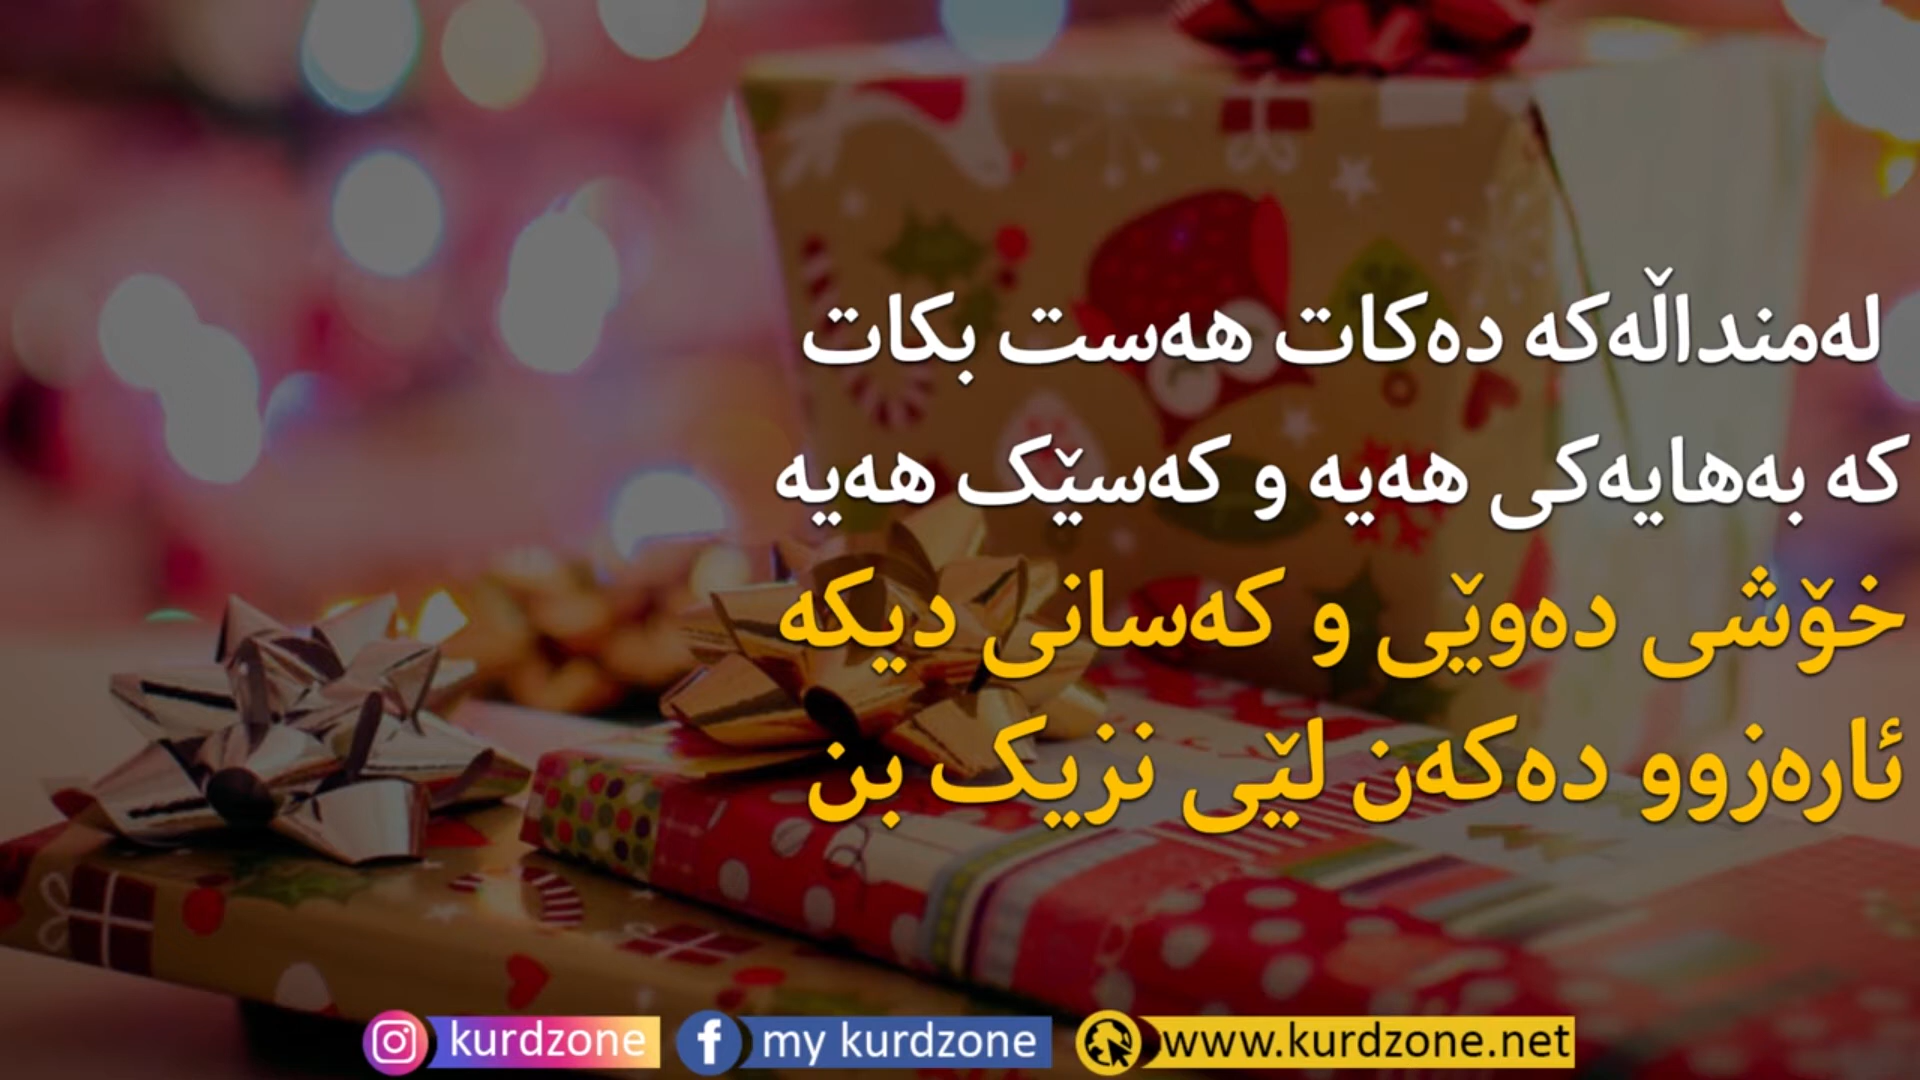 لەمنداڵەکە دەکات هەست بکات
کە بەهایەکی هەیە و کەسێک هەیە
خۆشی دەوێی و کەسانی دیکە
ئارەزوو دەکەن لێی نزیک بن
kurdzone
my kurdzone
www.kurdzone.net